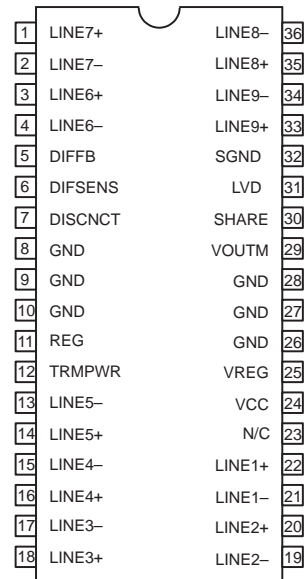 1 LINE7+ LINE8– 36
2 LINE7– LINE8+ 35
3 LINE6+ LINE9– 34
4 LINE6– LINE9+ 33
5 DIFFB SGND 32
6 DIFSENS LVD 31
7 DISCNCT SHARE 30
8 GND VOUTM 29
9 GND GND 28
10 GND GND 27
11 REG GND 26
12 TRMPWR VREG 25
13 LINE5– VCC 24
14 LINE5+ N/C 23
15 LINE4– LINE1+ 22
16 LINE4+ LINE1– 21
17 LINE3– LINE2+ 20
18 LINE3+ LINE2– 19